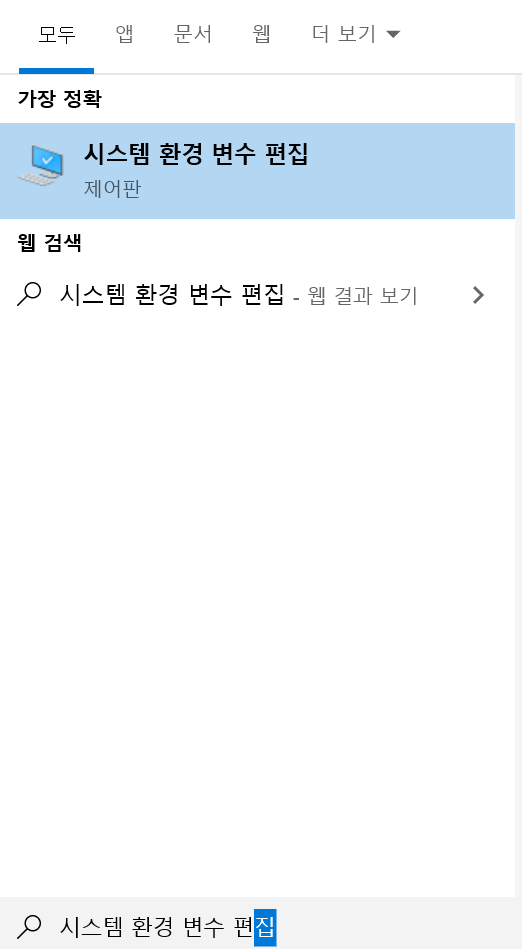 모두 앱 문서 웹 더 보기
가장 정확
시스템 환경 변수 편집
제어판
웹 검색
시스템 환경 변수 편집 - 웹 결과 보기
시스템 환경 변수 편집